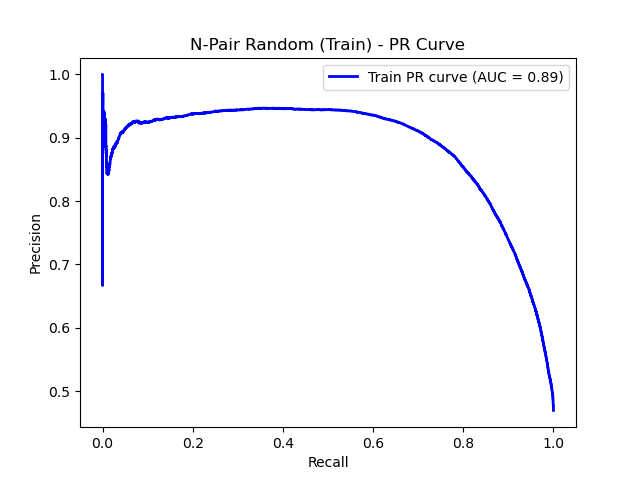 N-Pair Random (Train) - PR Curve
Train PR curve (AUC = 0.89)
Precision
1.0
0.9
0.8
0.7
0.6
0.5
0.0 0.2 0.4 0.6 0.8 1.0
Recall